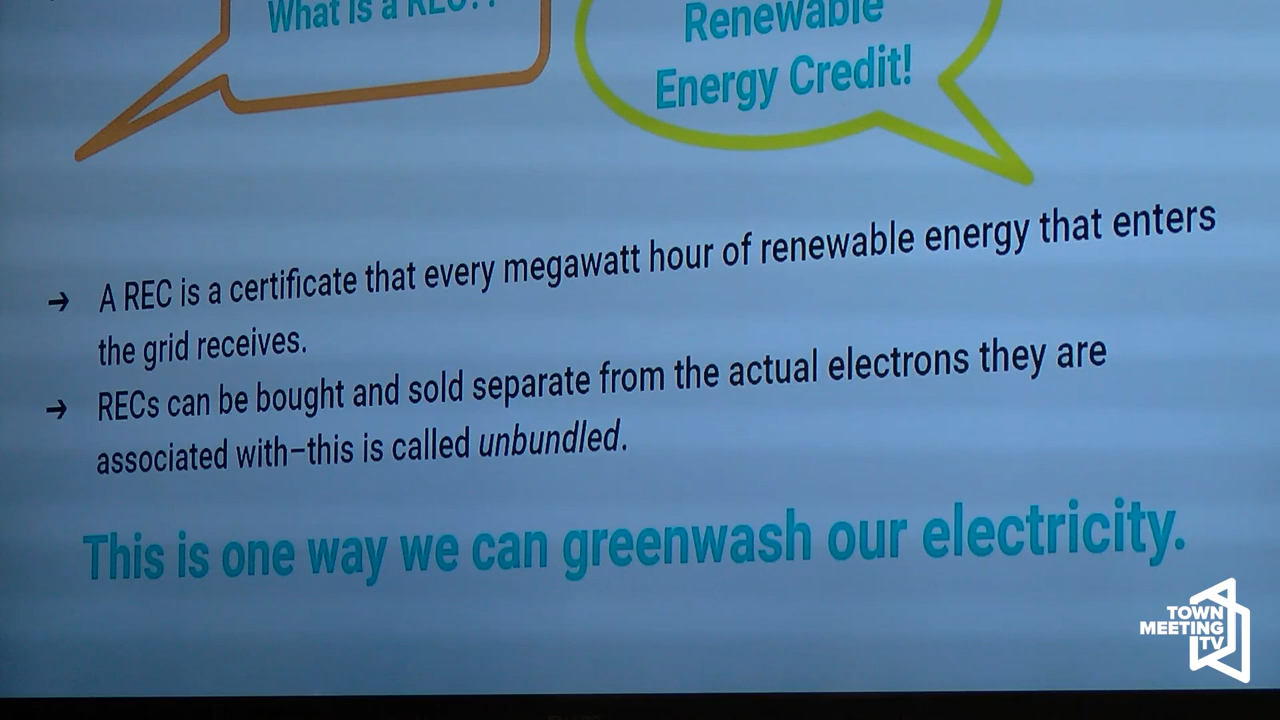 What is a REC??
Renewable
Energy Credit!
→ A REC is a certificate that every megawatt hour of renewable energy that enters
the grid receives.
→ RECs can be bought and sold separate from the actual electrons they are
associated with–this is called unbundled.
This is one way we can greenwash our electricity.
TOWN
MEETING
TV